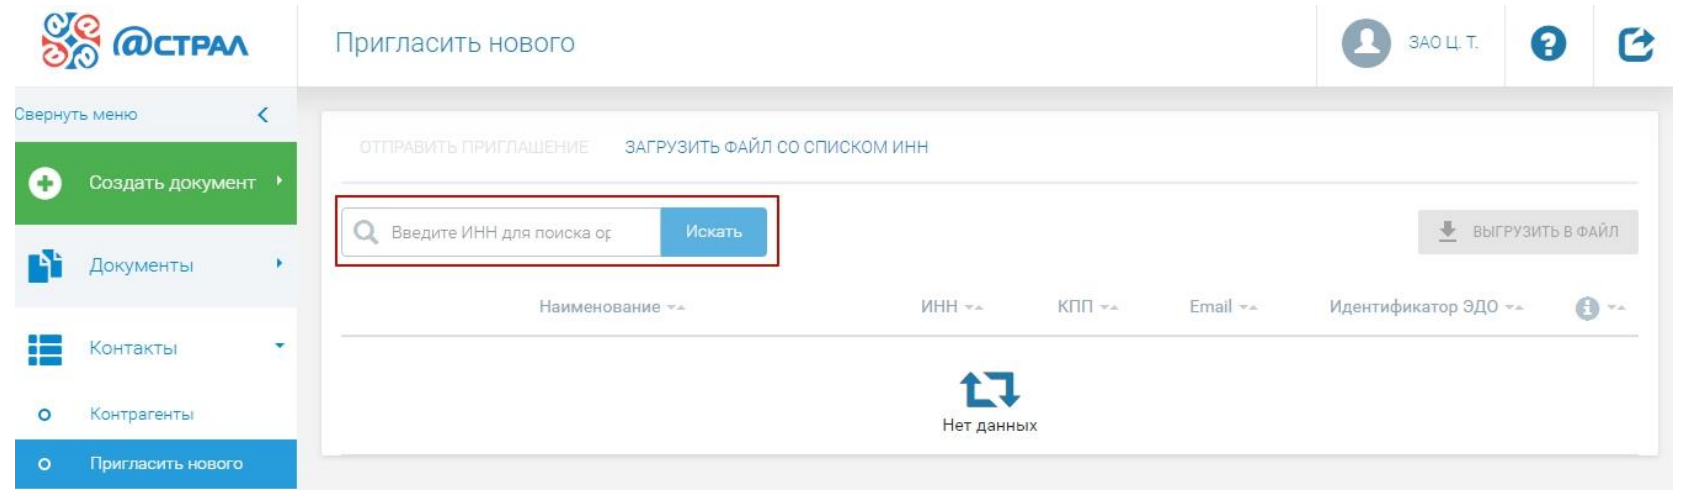 @СТРАЛ
Пригласить нового
ЗАО Ц. Т.
Свернуть меню
ОТПРАВИТЬ ПРИГЛАШЕНИЕ ЗАГРУЗИТЬ ФАЙЛ СО СПИСКОМ ИНН
Создать документ
Введите ИНН для поиска ор Искать
ВЫГРУЗИТЬ В ФАЙЛ
Документы
Наименование ИНН КПП Email Идентификатор ЭДО
Контакты
Контрагенты
Нет данных
Пригласить нового